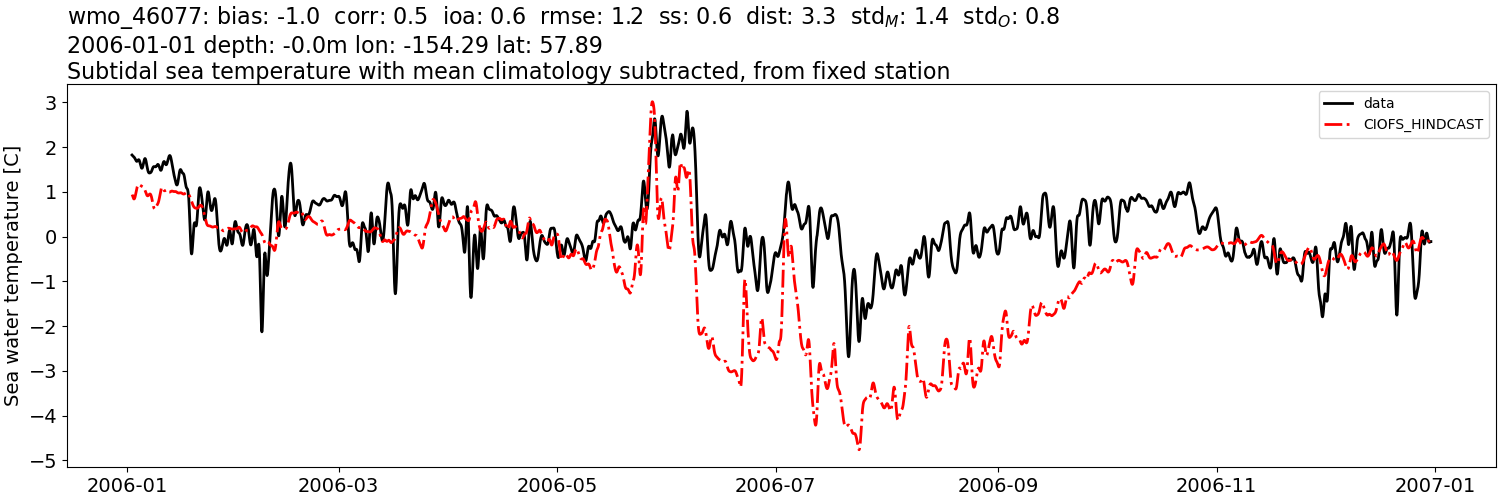 wmo_46077: bias: -1.0  corr: 0.5  ioa: 0.6  rmse: 1.2  ss: 0.6  dist: 3.3  std_M: 1.4  std_O: 0.8
2006-01-01 depth: -0.0m lon: -154.29 lat: 57.89
Subtidal sea temperature with mean climatology subtracted, from fixed station
data
CIOFS_HINDCAST
Sea water temperature [C]
3
2
1
0
−1
−2
−3
−4
−5
2006-01
2006-03
2006-05
2006-07
2006-09
2006-11
2007-01